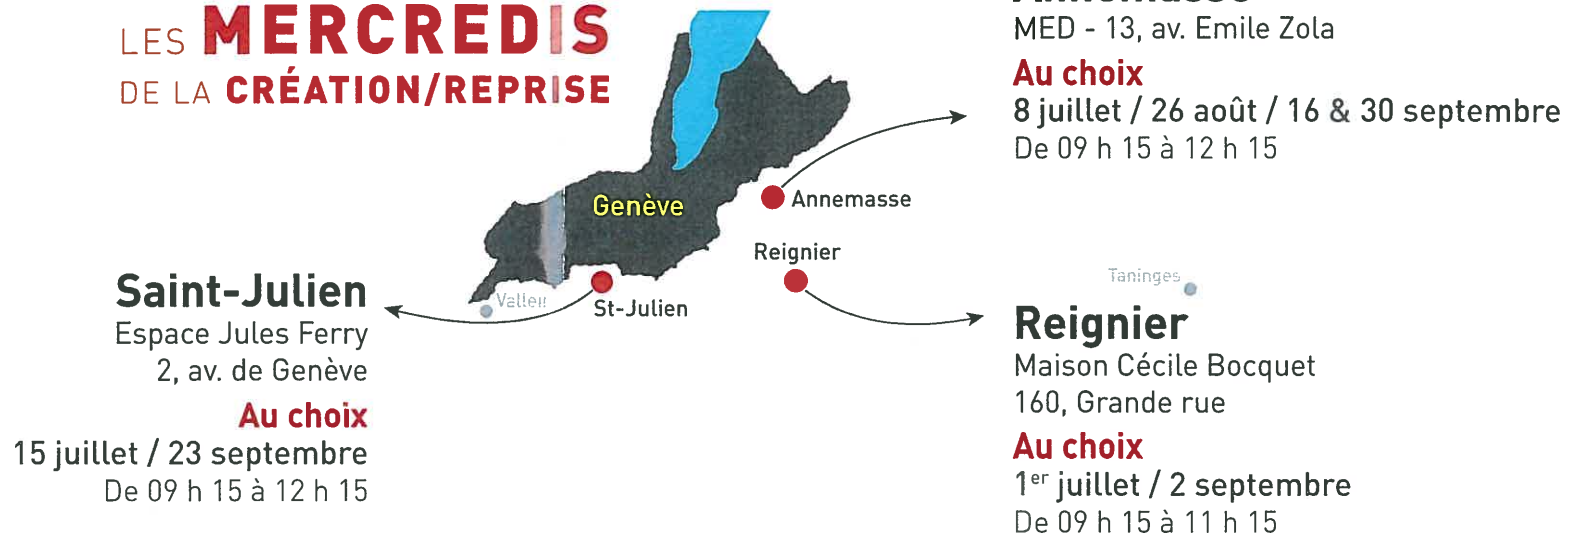 LES MERCREDIS
DE LA CRÉATION/REPRISE
MED - 13, av. Emile Zola
Au choix
8 juillet / 26 août / 16 & 30 septembre
De 09 h 15 à 12 h 15
Genève
Annemasse
Reignier
St-Julien
Taninges
Saint-Julien
Espace Jules Ferry
2, av. de Genève
Au choix
15 juillet / 23 septembre
De 09 h 15 à 12 h 15
Reignier
Maison Cécile Bocquet
160, Grande rue
Au choix
1er juillet / 2 septembre
De 09 h 15 à 11 h 15